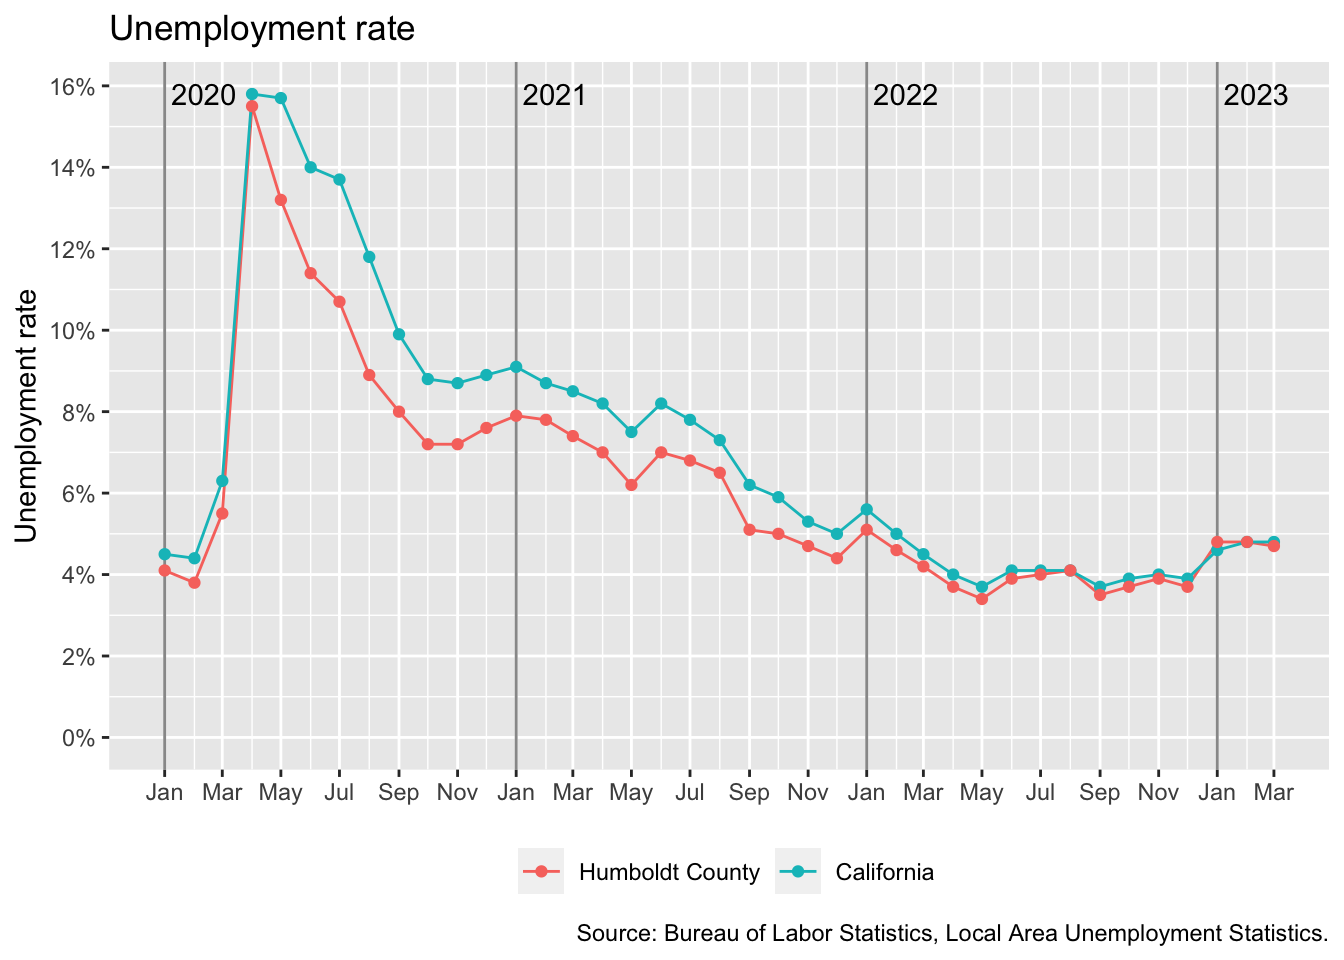 Unemployment rate
2020 2021 2022 2023
Unemployment rate
16%
14%
12%
10%
8%
6%
4%
2%
0%
Jan Mar May Jul Sep Nov Jan Mar May Jul Sep Nov Jan Mar May Jul Sep Nov Jan Mar
Humboldt County California
Source: Bureau of Labor Statistics, Local Area Unemployment Statistics.